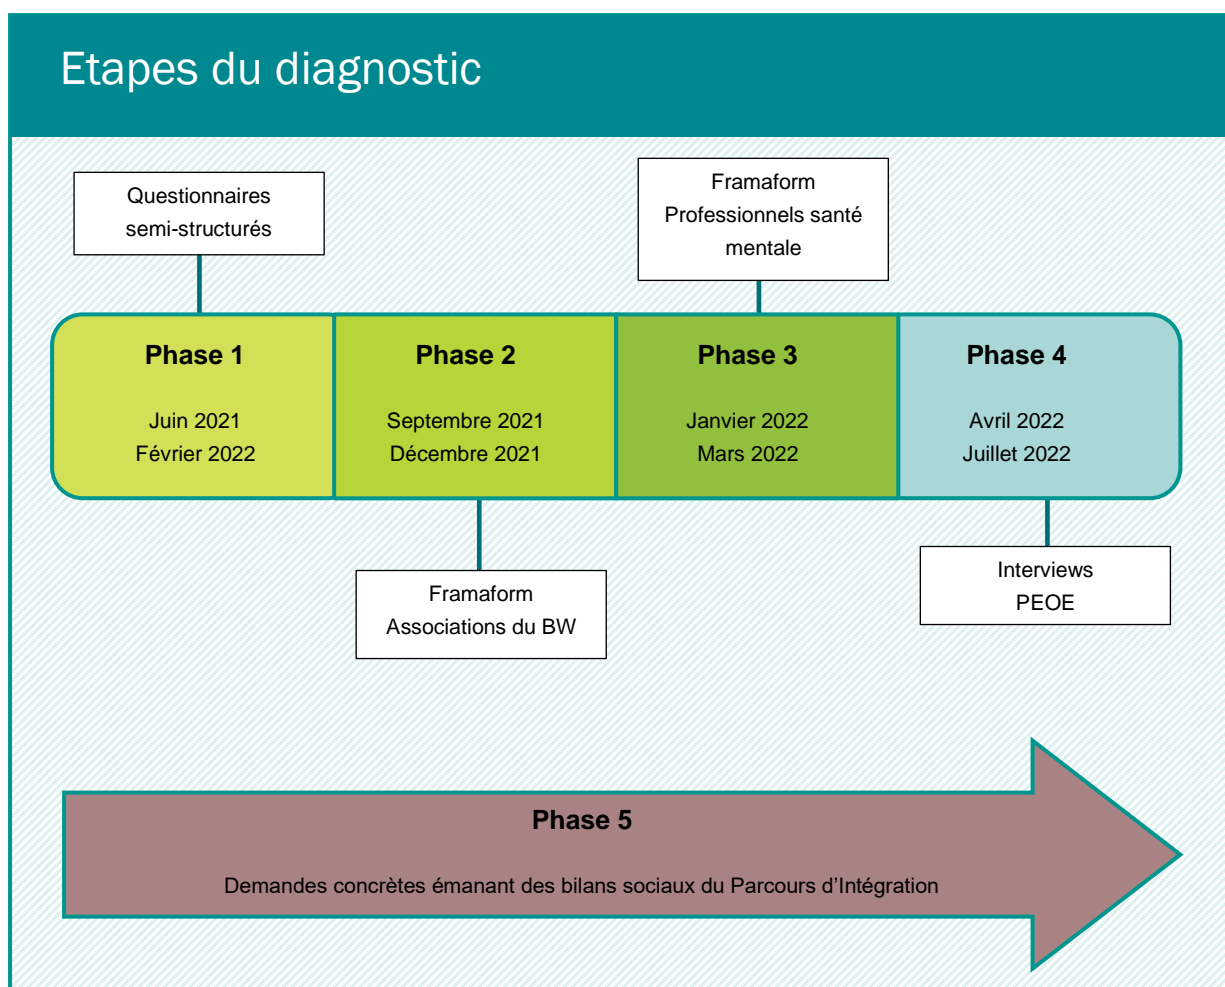 Etapes du diagnostic
Questionnaires
semi-structurés
Framaform
Professionnels santé
mentale
Phase 1
Juin 2021
Février 2022
Phase 2
Septembre 2021
Décembre 2021
Phase 3
Janvier 2022
Mars 2022
Phase 4
Avril 2022
Juillet 2022
Framaform
Associations du BW
Interviews
PEOE
Phase 5
Demandes concrètes émanant des bilans sociaux du Parcours d’Intégration